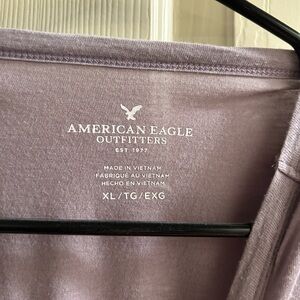 AMERICAN EAGLE
OUTFITTERS
EST. 1977
MADE IN VIETNAM
FABRIQUÉ AU VIETNAM
HECHO EN VIETNAM
XL/TG/EXG